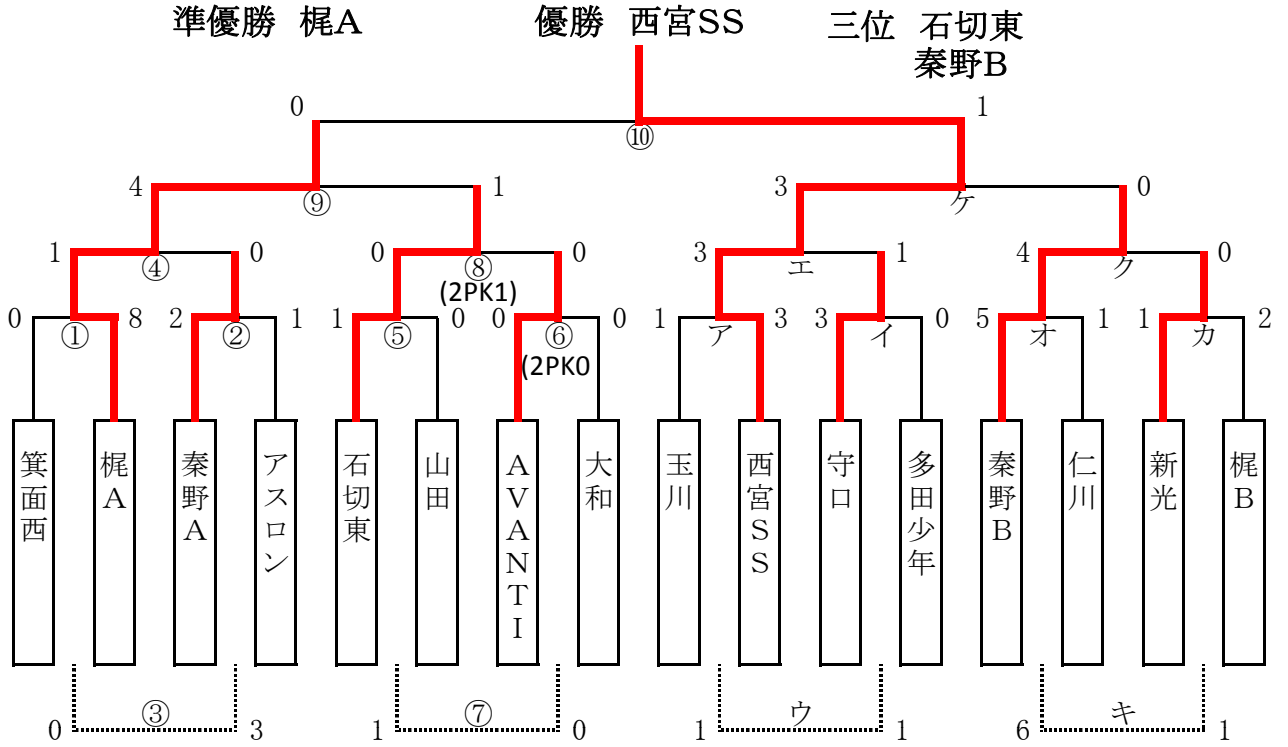 準優勝 梶A 優勝 西宮SS 三位 石切東
秦野B
0 1
⑩
4 1 3 0
⑨ ケ
1 0 0 0 3 1 4 0
④ ⑧ エ ク
(2PK1)
0 8 2 1 1 0 0 0 1 3 3 0 5 1 1 2
① ② ⑤ ⑥ ア イ オ カ
(2PK0
箕面西
梶A
秦野A
アスロン
石切東
山田
AVANTI
大和
玉川
西宮SS
守口
多田少年
秦野B
仁川
新光
梶B
③ ⑦ ウ キ
0 3 1 0 1 1 6 1